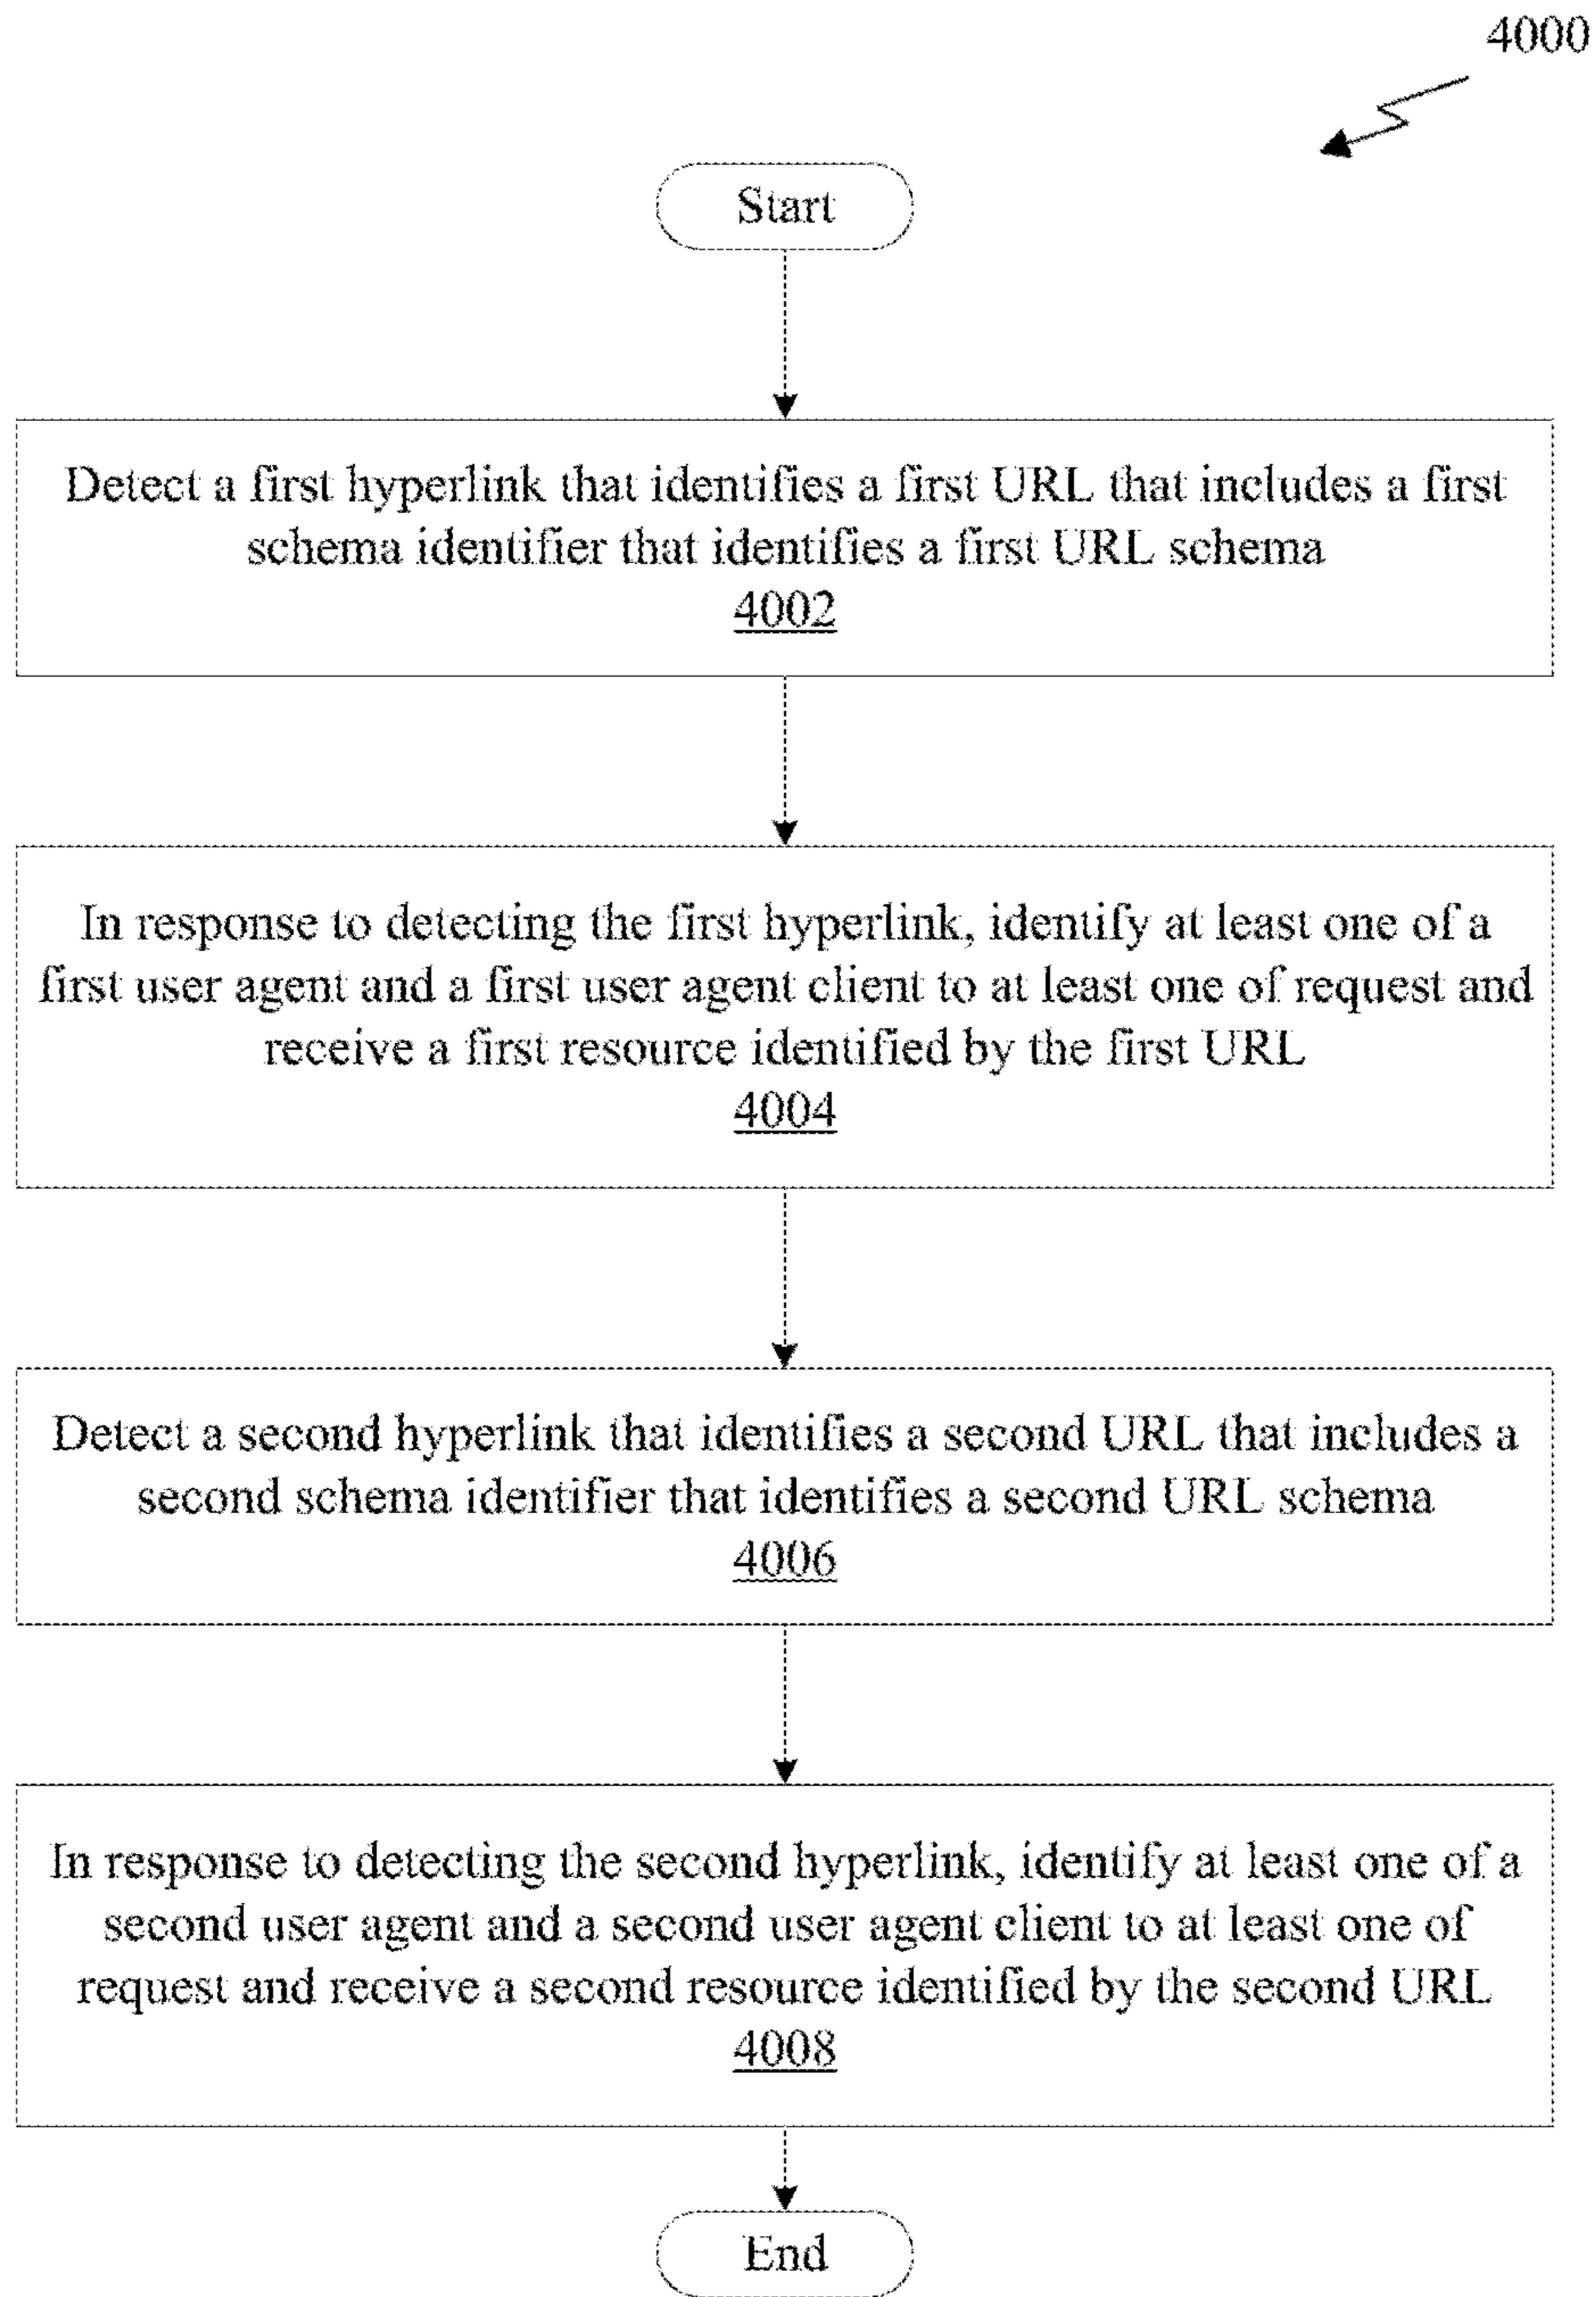 4000
Start
Detect a first hyperlink that identifies a first URL that includes a first
schema identifier that identifies a first URL schema
4002
In response to detecting the first hyperlink, identify at least one of a
first user agent and a first user agent client to at least one of request and
receive a first resource identified by the first URL
4004
Detect a second hyperlink that identifies a second URL that includes a
second schema identifier that identifies a second URL schema
4006
In response to detecting the second hyperlink, identify at least one of a
second user agent and a second user agent client to at least one of
request and receive a second resource identified by the second URL
4008
End